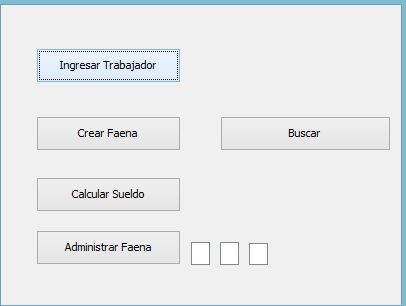 Ingresar Trabajador
Crear Faena
Buscar
Calcular Sueldo
Administrar Faena